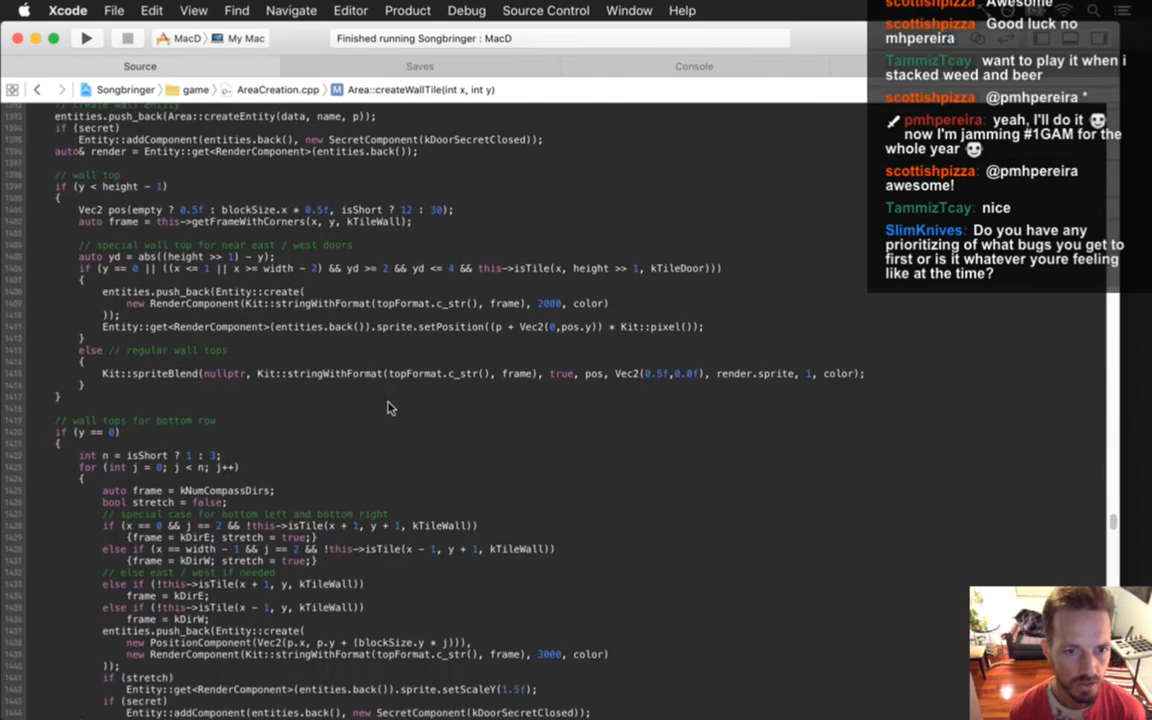 Xcode File Edit View Find Navigate Editor Product Debug Source Control Window Help
MacD My Mac Finished running Songbringer : MacD
Source Saves Console
Songbringer game AreaCreation.cpp M Area::createWallTile(int x, int y)
// create wall entity
entities.push_back(Area::createEntity(data, name, p));
if (secret)
Entity::addComponent(entities.back(), new SecretComponent(kDoorSecretClosed));
auto& render = Entity::get<RenderComponent>(entities.back());
// wall top
if (y < height - 1)
{
Vec2 pos(empty ? 0.5f : blockSize.x * 0.5f, isShort ? 12 : 30);
auto frame = this->getFrameWithCorners(x, y, kTileWall);
// special wall top for near east / west doors
auto yd = abs((height >> 1) - y);
if (y == 0 || ((x <= 1 || x >= width - 2) && yd >= 2 && yd <= 4 && this->isTile(x, height >> 1, kTileDoor)))
{
entities.push_back(Entity::create(
new RenderComponent(Kit::stringWithFormat(topFormat.c_str(), frame), 2000, color)
));
Entity::get<RenderComponent>(entities.back()).sprite.setPosition((p + Vec2(0,pos.y)) * Kit::pixel());
}
else // regular wall tops
{
Kit::spriteBlend(nullptr, Kit::stringWithFormat(topFormat.c_str(), frame), true, pos, Vec2(0.5f,0.0f), render.sprite, 1, color);
}
}
// wall tops for bottom row
if (y == 0)
{
int n = isShort ? 1 : 3;
for (int j = 0; j < n; j++)
{
auto frame = kNumCompassDirs;
bool stretch = false;
// special case for bottom left and bottom right
if (x == 0 && j == 2 && !this->isTile(x + 1, y + 1, kTileWall))
{frame = kDirE; stretch = true;}
else if (x == width - 1 && j == 2 && !this->isTile(x - 1, y + 1, kTileWall))
{frame = kDirW; stretch = true;}
// else east / west if needed
else if (!this->isTile(x + 1, y, kTileWall))
frame = kDirE;
else if (!this->isTile(x - 1, y, kTileWall))
frame = kDirW;
entities.push_back(Entity::create(
new PositionComponent(Vec2(p.x, p.y + (blockSize.y * j))),
new RenderComponent(Kit::stringWithFormat(topFormat.c_str(), frame), 3000, color)
));
if (stretch)
Entity::get<RenderComponent>(entities.back()).sprite.setScaleY(1.5f);
if (secret)
Entity::addComponent(entities.back(), new SecretComponent(kDoorSecretClosed));
scottishpizza: Awesome
scottishpizza: Good luck no
mhpereira
TammizTcay: want to play it when i
stacked weed and beer
scottishpizza: @pmhpereira *
pmhpereira: yeah, I'll do it
now I'm jamming #1GAM for the
whole year
scottishpizza: @pmhpereira
awesome!
TammizTcay: nice
SlimKnives: Do you have any
prioritizing of what bugs you get to
first or is it whatever youre feeling
like at the time?